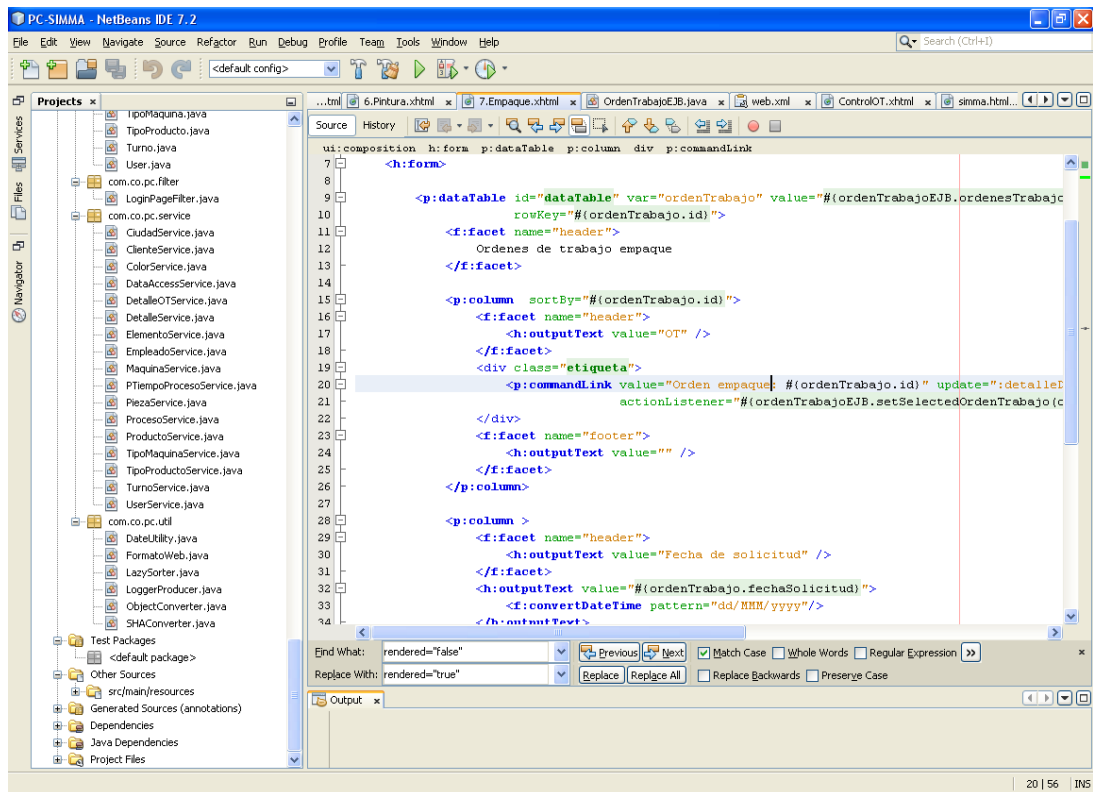 PC-SIMMA - NetBeans IDE 7.2
File Edit View Navigate Source Refactor Run Debug Profile Team Tools Window Help
Search (Ctrl+I)
<default config>
Services
Files
Navigator
Projects
TipoMaquina.java
TipoProducto.java
Turno.java
User.java
com.co.pc.filter
LoginPageFilter.java
com.co.pc.service
CiudadService.java
ClienteService.java
ColorService.java
DataAccessService.java
DetalleOTService.java
DetalleService.java
ElementoService.java
EmpleadoService.java
MaquinaService.java
PTiempoProcesoService.java
PiezaService.java
ProcesoService.java
ProductoService.java
TipoMaquinaService.java
TipoProductoService.java
TurnoService.java
UserService.java
com.co.pc.util
DateUtility.java
FormatoWeb.java
LazySorter.java
LoggerProducer.java
ObjectConverter.java
SHAConverter.java
Test Packages
<default package>
Other Sources
src/main/resources
Generated Sources (annotations)
Dependencies
Java Dependencies
Project Files
...tml 6.Pintura.xhtml 7.Empaque.xhtml OrdenTrabajoEJB.java web.xml ControlOT.xhtml simma.html...
Source History
ui:composition h:form p:dataTable p:column div p:commandLink
7 <h:form>
8
9 <p:dataTable id="dataTable" var="ordenTrabajo" value="#{ordenTrabajoEJB.ordenesTrabajo
10 rowKey="#{ordenTrabajo.id}">
11 <f:facet name="header">
12 Ordenes de trabajo empaque
13 </f:facet>
14
15 <p:column sortBy="#{ordenTrabajo.id}">
16 <f:facet name="header">
17 <h:outputText value="OT" />
18 </f:facet>
19 <div class="etiqueta">
20 <p:commandLink value="Orden empaque: #{ordenTrabajo.id}" update=":detalleD
21 actionListener="#{ordenTrabajoEJB.setSelectedOrdenTrabajo(o
22 </div>
23 <f:facet name="footer">
24 <h:outputText value="" />
25 </f:facet>
26 </p:column>
27
28 <p:column >
29 <f:facet name="header">
30 <h:outputText value="Fecha de solicitud" />
31 </f:facet>
32 <h:outputText value="#{ordenTrabajo.fechaSolicitud}">
33 <f:convertDateTime pattern="dd/MMM/yyyy"/>
34 </h:outputText>
Find What: rendered="false" Previous Next Match Case Whole Words Regular Expression
Replace With: rendered="true" Replace Replace All Replace Backwards Preserve Case
Output
20 | 56 INS